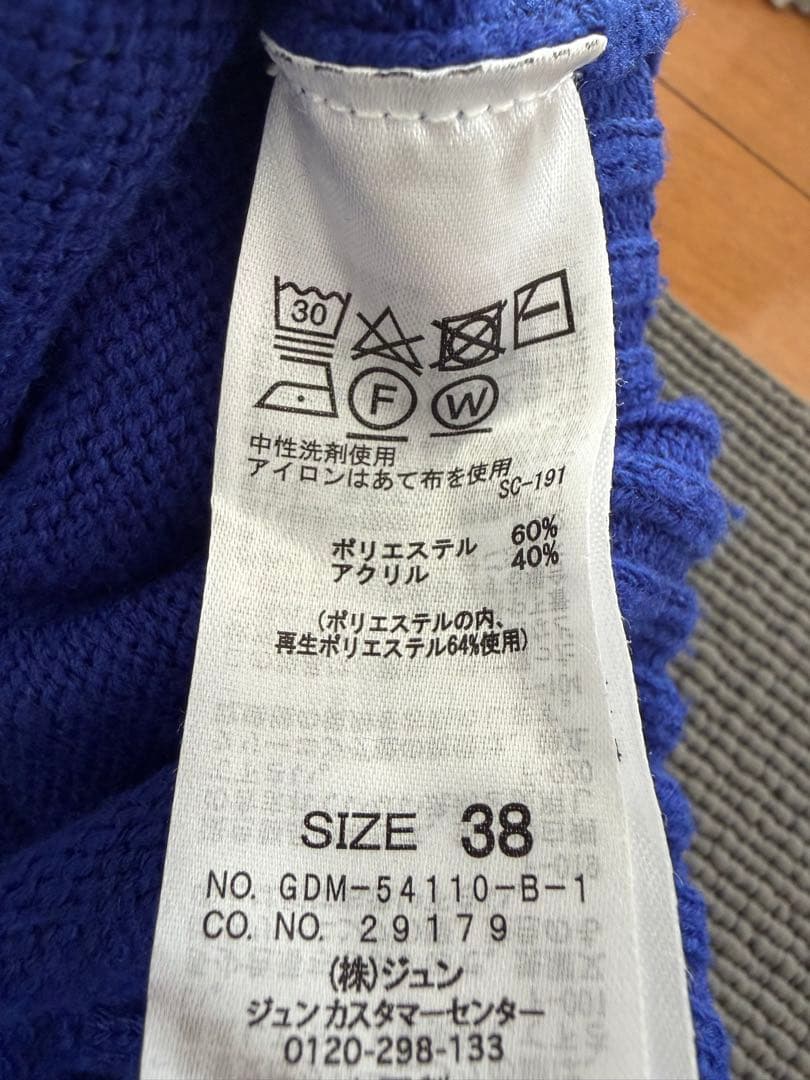 30
F W
中性洗剤使用
アイロンはあて布を使用
SC-191
ポリエステル 60%
アクリル 40%
(ポリエステルの内、
再生ポリエステル64%使用)
SIZE 38
NO. GDM-54110-B-1
CO. NO. 29179
(株)ジュン
ジュンカスタマーセンター
0120-298-133